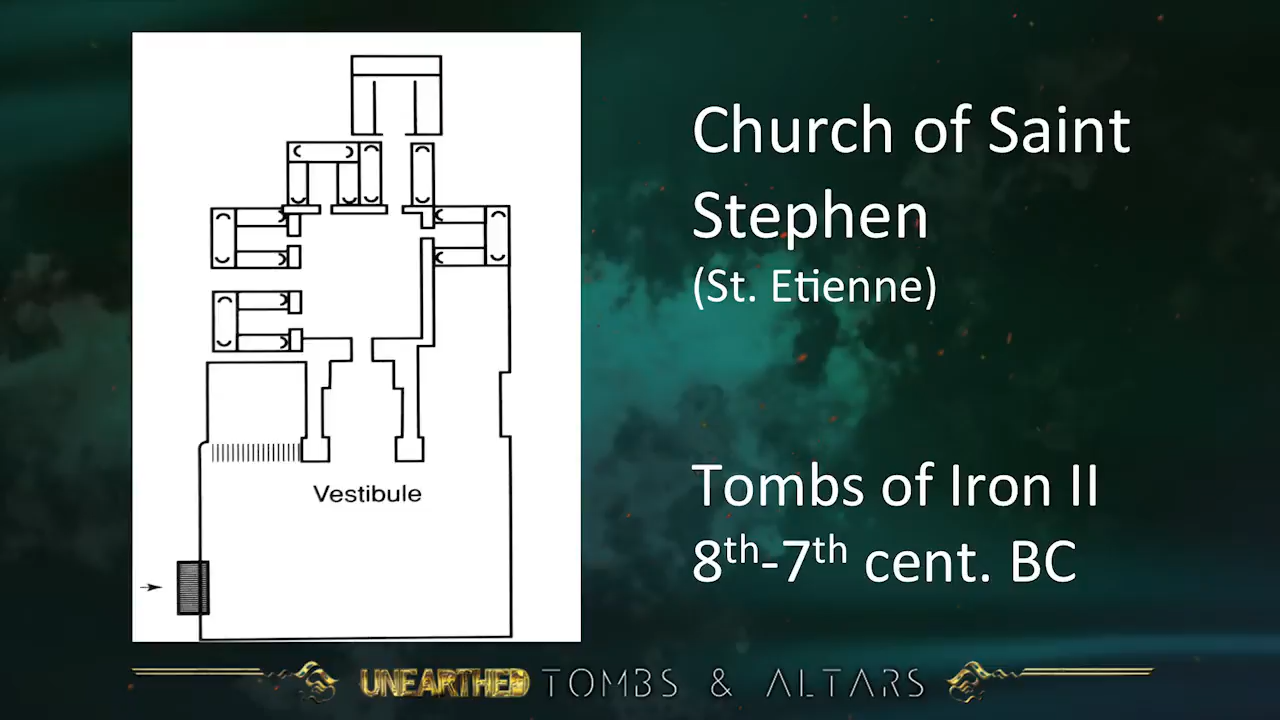 Church of Saint
Stephen
(St. Etienne)
Tombs of Iron II
8th-7th cent. BC
Vestibule
UNEARTHED TOMBS & ALTARS